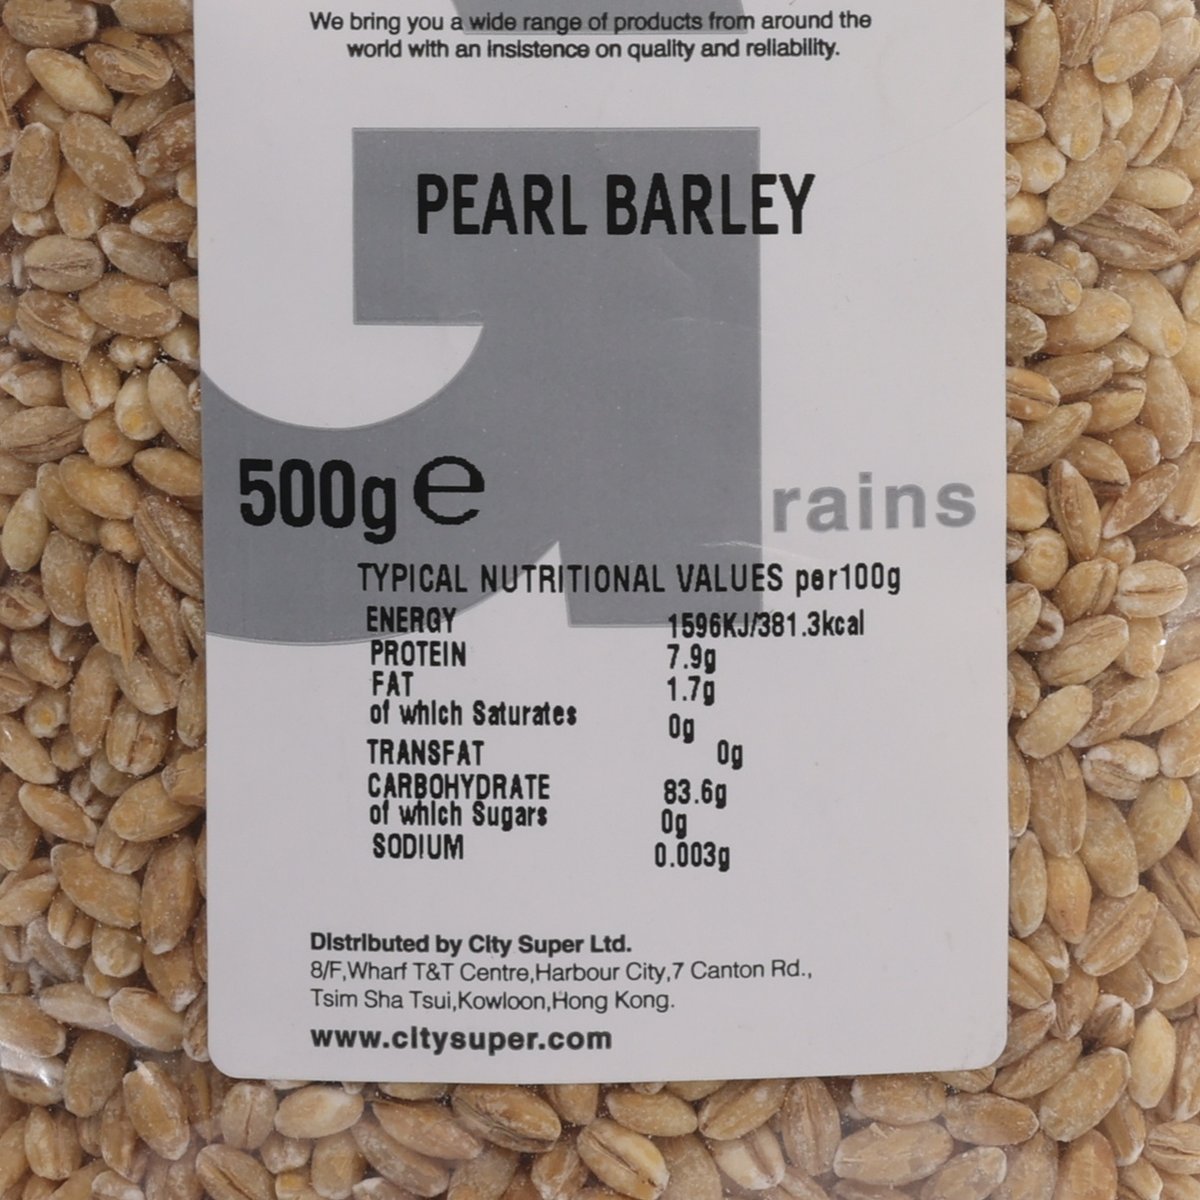 We bring you a wide range of products from around the
world with an insistence on quality and reliability.
PEARL BARLEY
500g e
rains
TYPICAL NUTRITIONAL VALUES per100g
ENERGY 1596KJ/381.3kcal
PROTEIN 7.9g
FAT 1.7g
of which Saturates 0g
TRANSFAT 0g
CARBOHYDRATE 83.6g
of which Sugars 0g
SODIUM 0.003g
Distributed by City Super Ltd.
8/F,Wharf T&T Centre,Harbour City,7 Canton Rd.,
Tsim Sha Tsui,Kowloon,Hong Kong.
www.citysuper.com